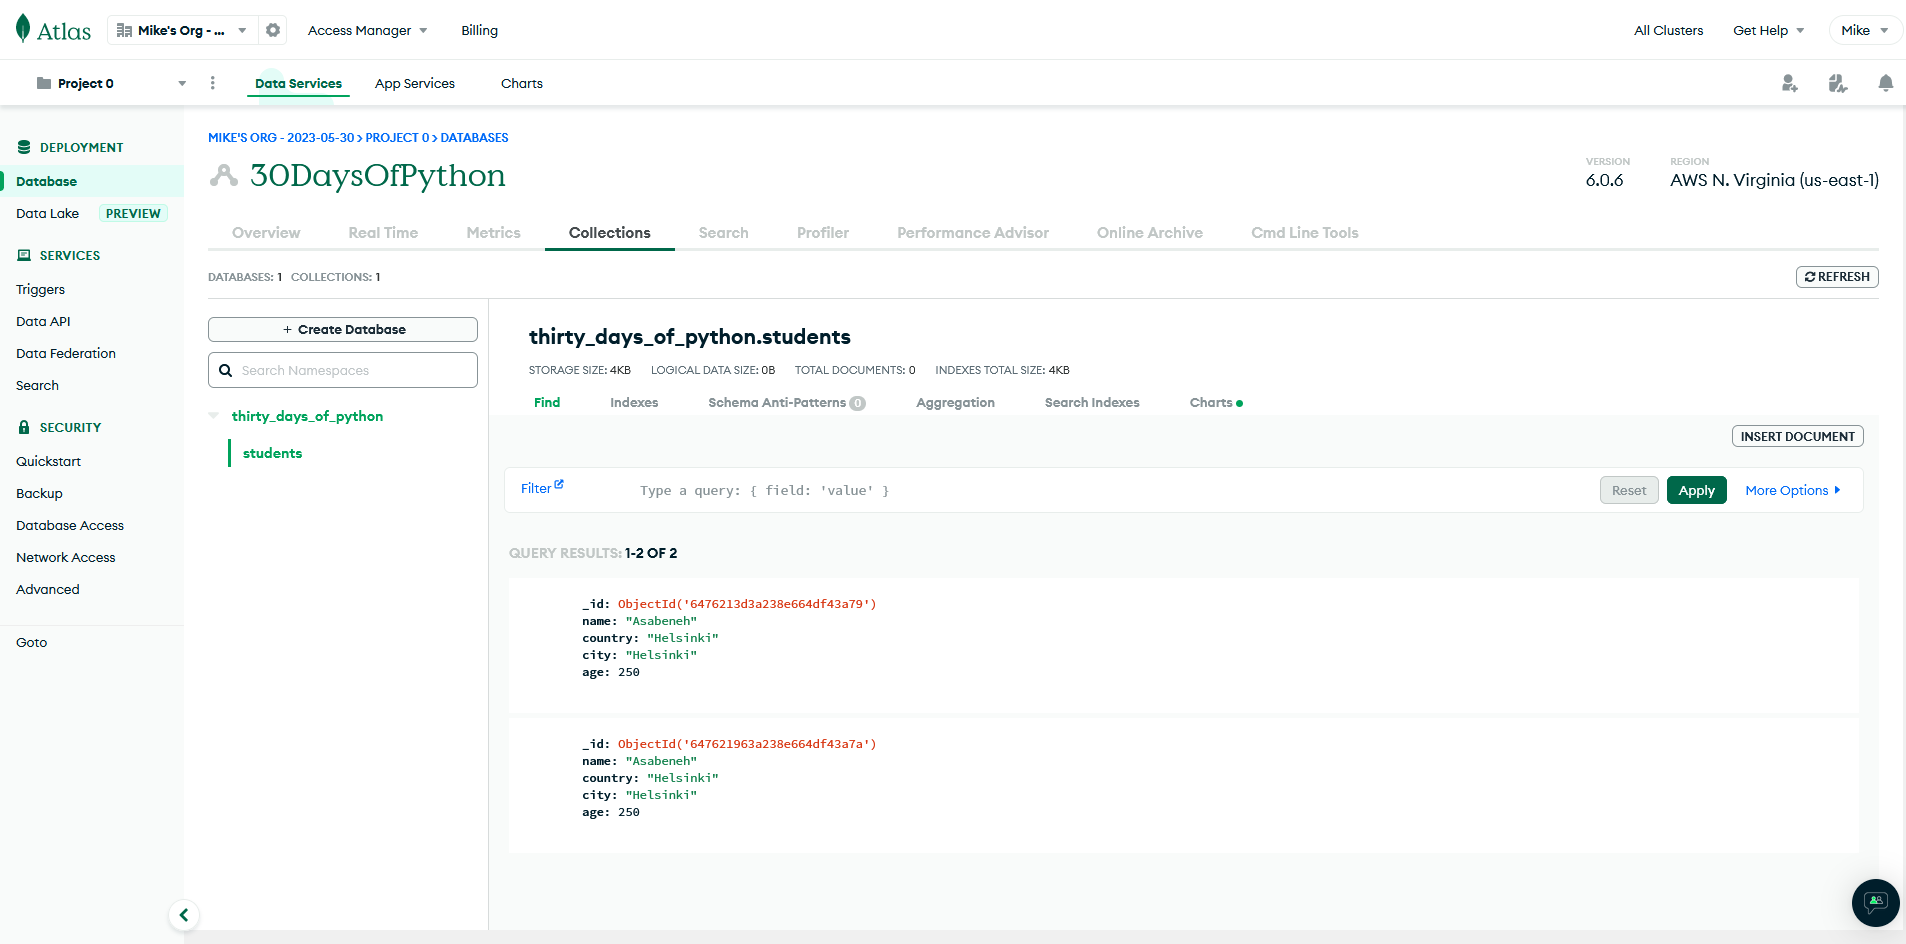 Atlas
Mike's Org - ...
Access Manager
Billing
All Clusters
Get Help
Mike
Project 0
Data Services
App Services
Charts
DEPLOYMENT
Database
Data Lake PREVIEW
SERVICES
Triggers
Data API
Data Federation
Search
SECURITY
Quickstart
Backup
Database Access
Network Access
Advanced
Goto
MIKE'S ORG - 2023-05-30 > PROJECT 0 > DATABASES
30DaysOfPython
VERSION
6.0.6
REGION
AWS N. Virginia (us-east-1)
Overview Real Time Metrics Collections Search Profiler Performance Advisor Online Archive Cmd Line Tools
DATABASES: 1 COLLECTIONS: 1
REFRESH
+ Create Database
Search Namespaces
thirty_days_of_python
students
thirty_days_of_python.students
STORAGE SIZE: 4KB LOGICAL DATA SIZE: 0B TOTAL DOCUMENTS: 0 INDEXES TOTAL SIZE: 4KB
Find Indexes Schema Anti-Patterns 0 Aggregation Search Indexes Charts
INSERT DOCUMENT
Filter
Type a query: { field: 'value' }
Reset
Apply
More Options
QUERY RESULTS: 1-2 OF 2
_id: ObjectId('6476213d3a238e664df43a79')
name: "Asabeneh"
country: "Helsinki"
city: "Helsinki"
age: 250
_id: ObjectId('647621963a238e664df43a7a')
name: "Asabeneh"
country: "Helsinki"
city: "Helsinki"
age: 250